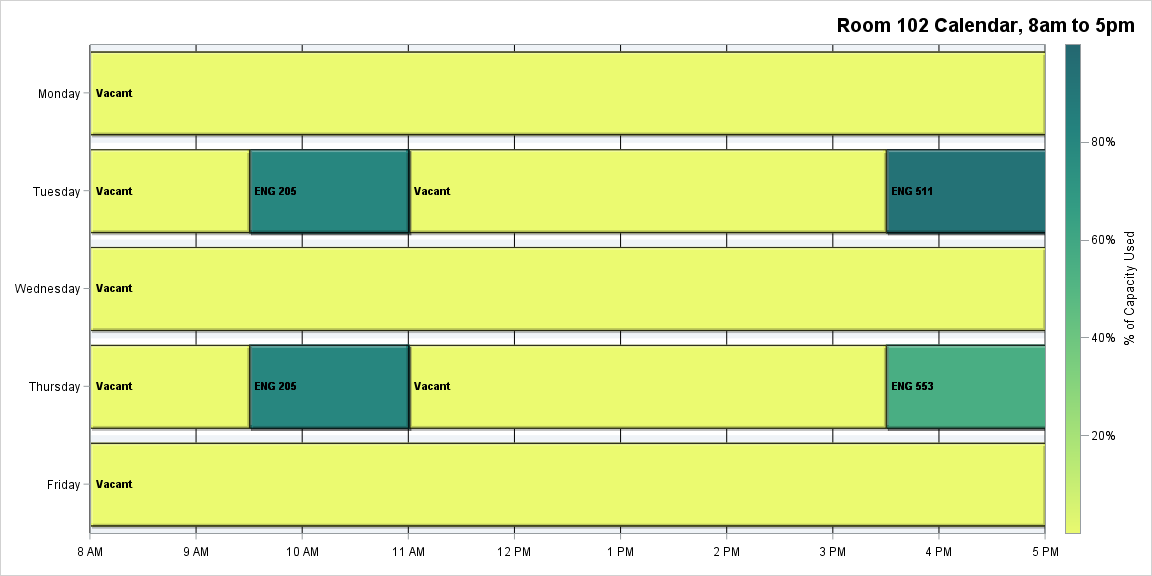 Room 102 Calendar, 8am to 5pm
Monday
Vacant
Tuesday
Vacant
ENG 205
Vacant
ENG 511
Wednesday
Vacant
Thursday
Vacant
ENG 205
Vacant
ENG 553
Friday
Vacant
8 AM
9 AM
10 AM
11 AM
12 PM
1 PM
2 PM
3 PM
4 PM
5 PM
80%
60%
40%
20%
% of Capacity Used